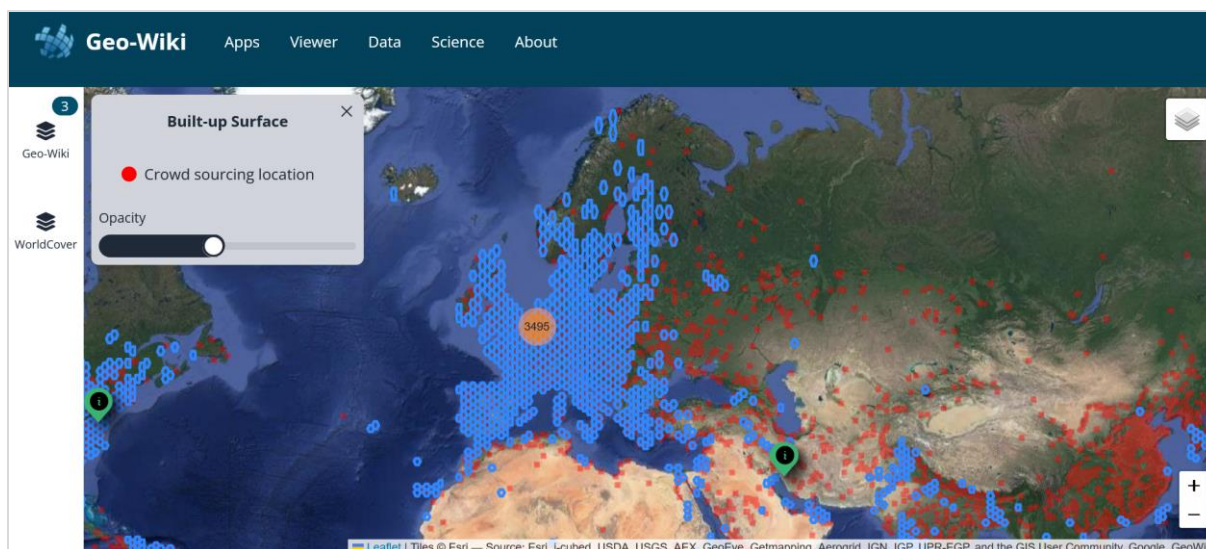 Geo-Wiki Apps Viewer Data Science About
3
Geo-Wiki
WorldCover
Built-up Surface
Crowd sourcing location
Opacity
3495
i
i
+
−
Leaflet | Tiles © Esri — Source: Esri, i-cubed, USDA, USGS, AEX, GeoEye, Getmapping, Aerogrid, IGN, IGP, UPR-EGP, and the GIS User Community, Google, GeoWi